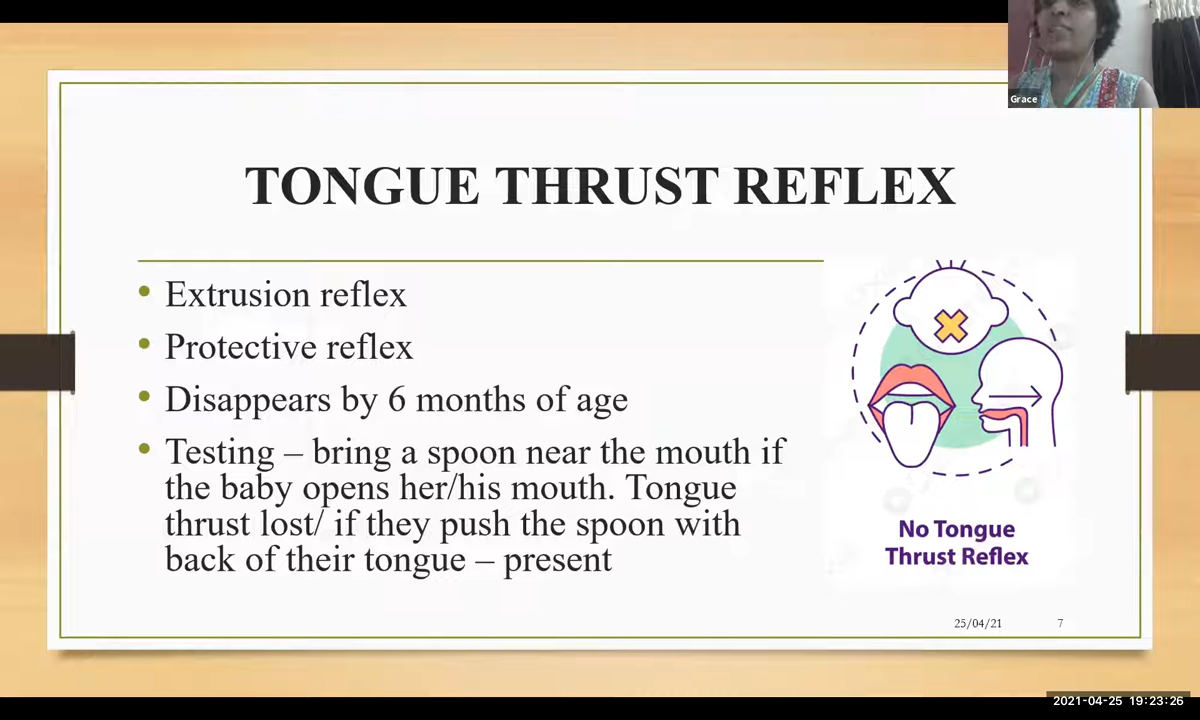 Grace
TONGUE THRUST REFLEX
• Extrusion reflex
• Protective reflex
• Disappears by 6 months of age
• Testing – bring a spoon near the mouth if
the baby opens her/his mouth. Tongue
thrust lost/ if they push the spoon with
back of their tongue – present
No Tongue
Thrust Reflex
25/04/21 7
2021-04-25 19:23:26